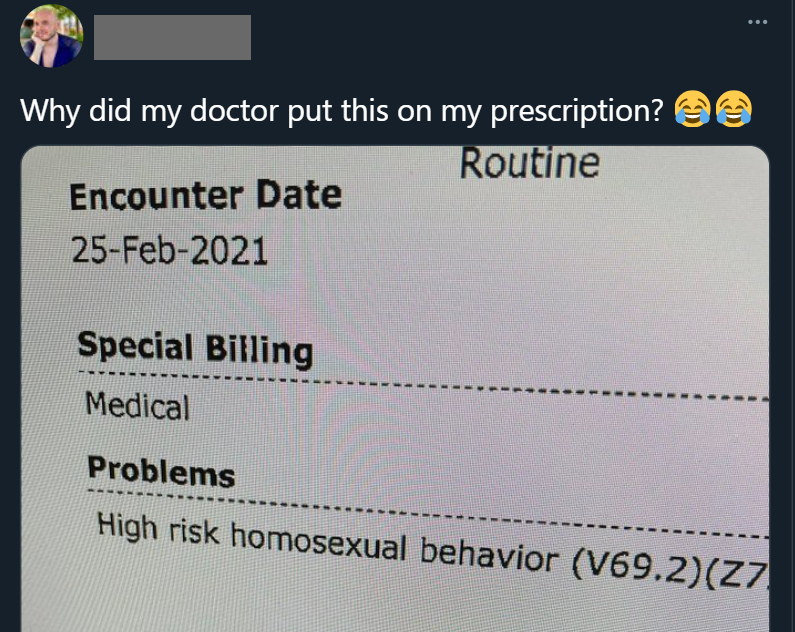 Why did my doctor put this on my prescription? 😂😂
Routine
Encounter Date
25-Feb-2021
Special Billing
Medical
Problems
High risk homosexual behavior (V69.2)(Z7